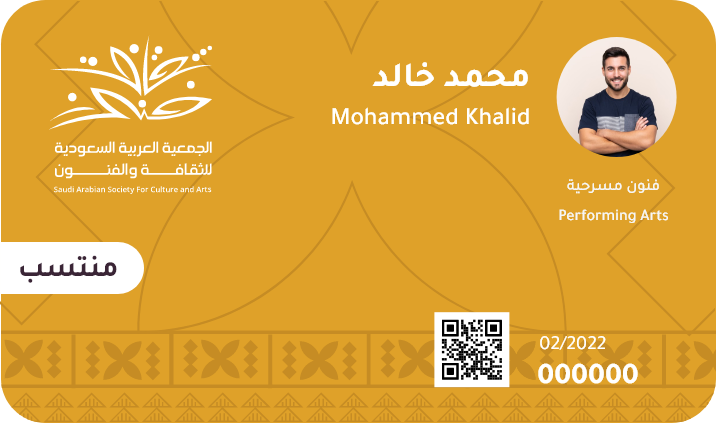 محمد خالد
Mohammed Khalid
الجمعية العربية السعودية
للثقافة والفنون
Saudi Arabian Society For Culture and Arts
فنون مسرحية
Performing Arts
منتسب
02/2022
000000